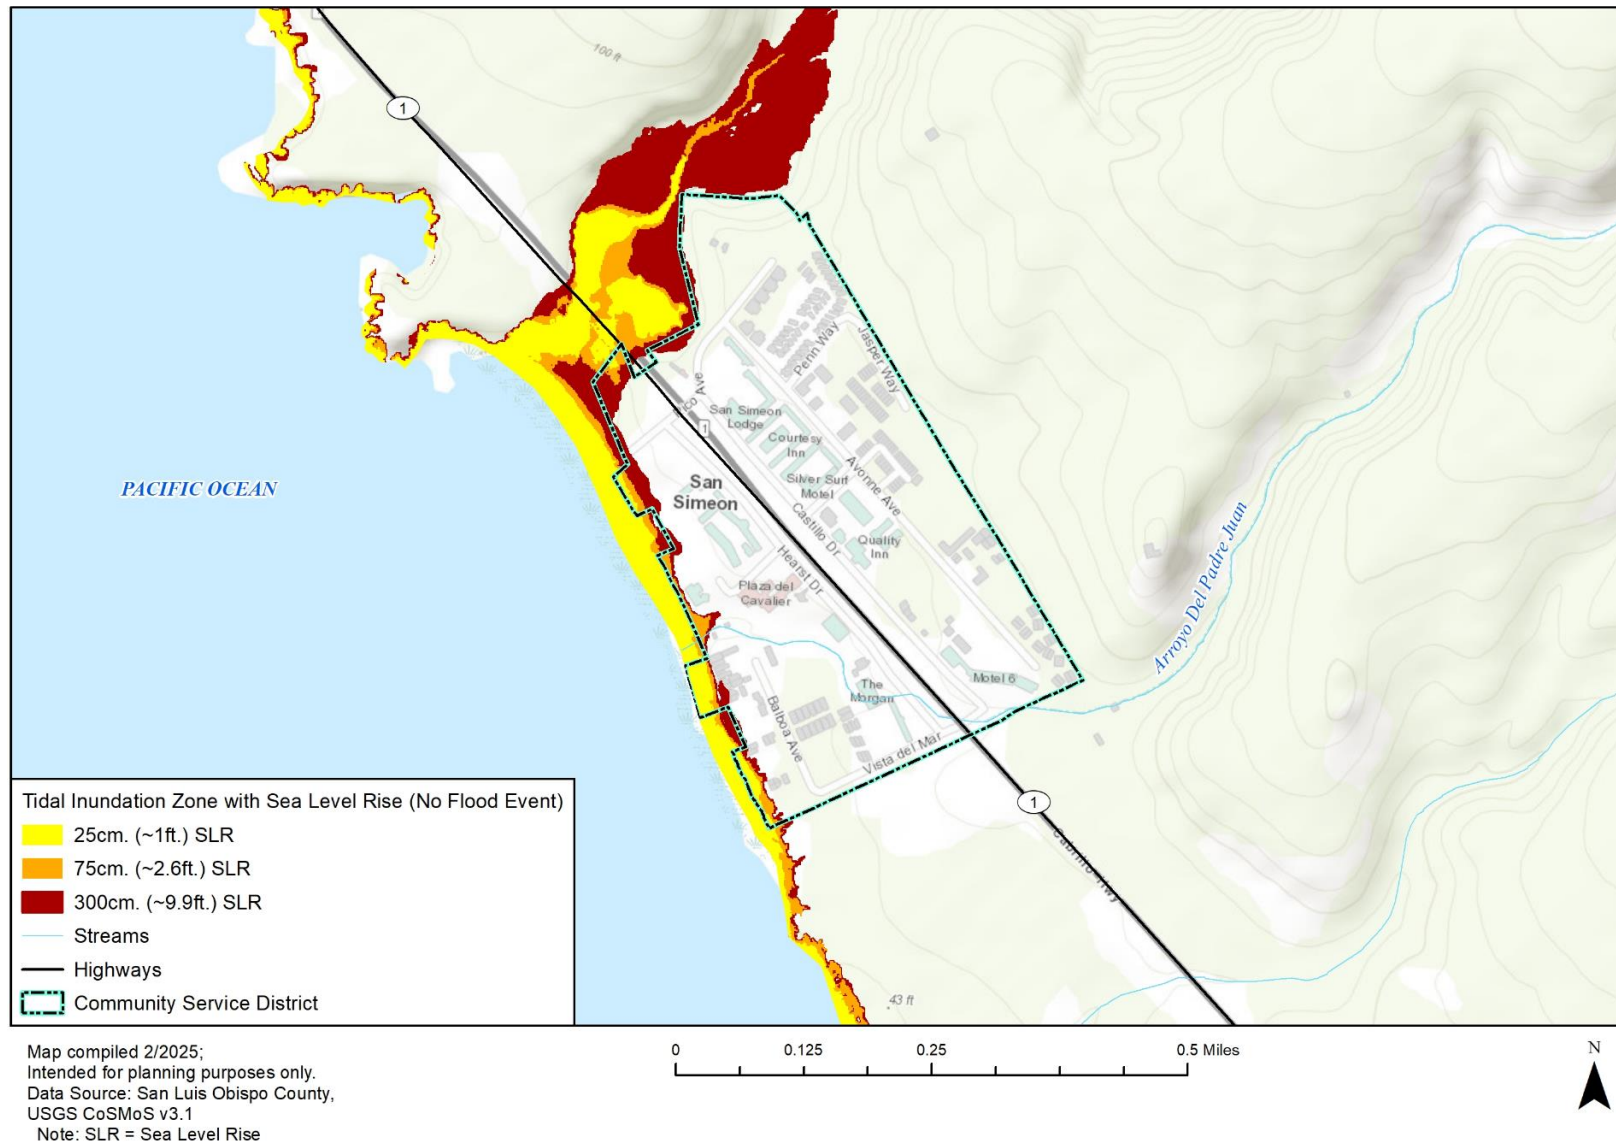 100 ft
1
PACIFIC OCEAN
Pico Ave
1
San Simeon
Lodge
Penn Way
Jasper Way
Courtesy
Inn
Avonne Ave
San
Simeon
Silver Surf
Motel
Castillo Dr
Quality
Inn
Hearst Dr
Plaza del
Cavalier
Arroyo Del Padre Juan
The
Morgan
Motel 6
Balboa Ave
Vista del Mar
1
Cabrillo Hwy
43 ft
Tidal Inundation Zone with Sea Level Rise (No Flood Event)
25cm. (~1ft.) SLR
75cm. (~2.6ft.) SLR
300cm. (~9.9ft.) SLR
Streams
Highways
Community Service District
Map compiled 2/2025;
Intended for planning purposes only.
Data Source: San Luis Obispo County,
USGS CoSMoS v3.1
Note: SLR = Sea Level Rise
0 0.125 0.25 0.5 Miles
N